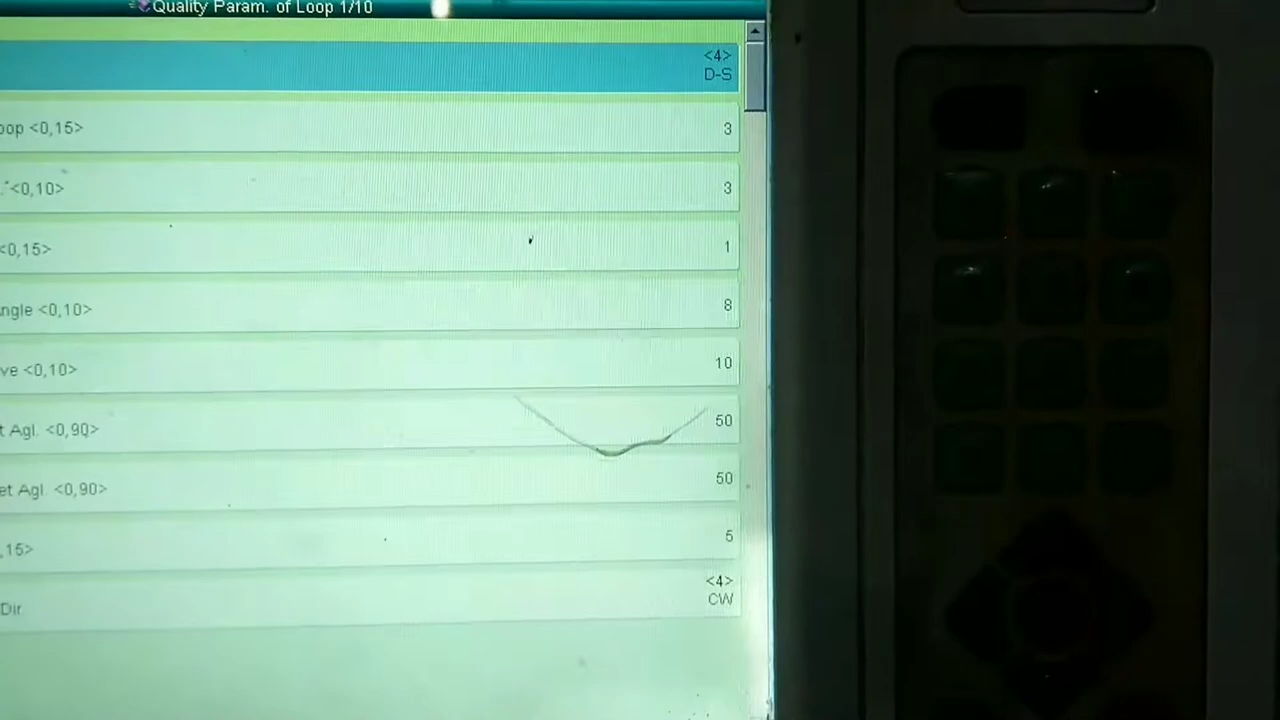 Quality Param. of Loop 1/10
<4>
D-S
oop <0,15> 3
<0,10> 3
<0,15> 1
ngle <0,10> 8
ve <0,10> 10
t Agl. <0,90> 50
et Agl. <0,90> 50
,15> 5
<4>
Dir CW